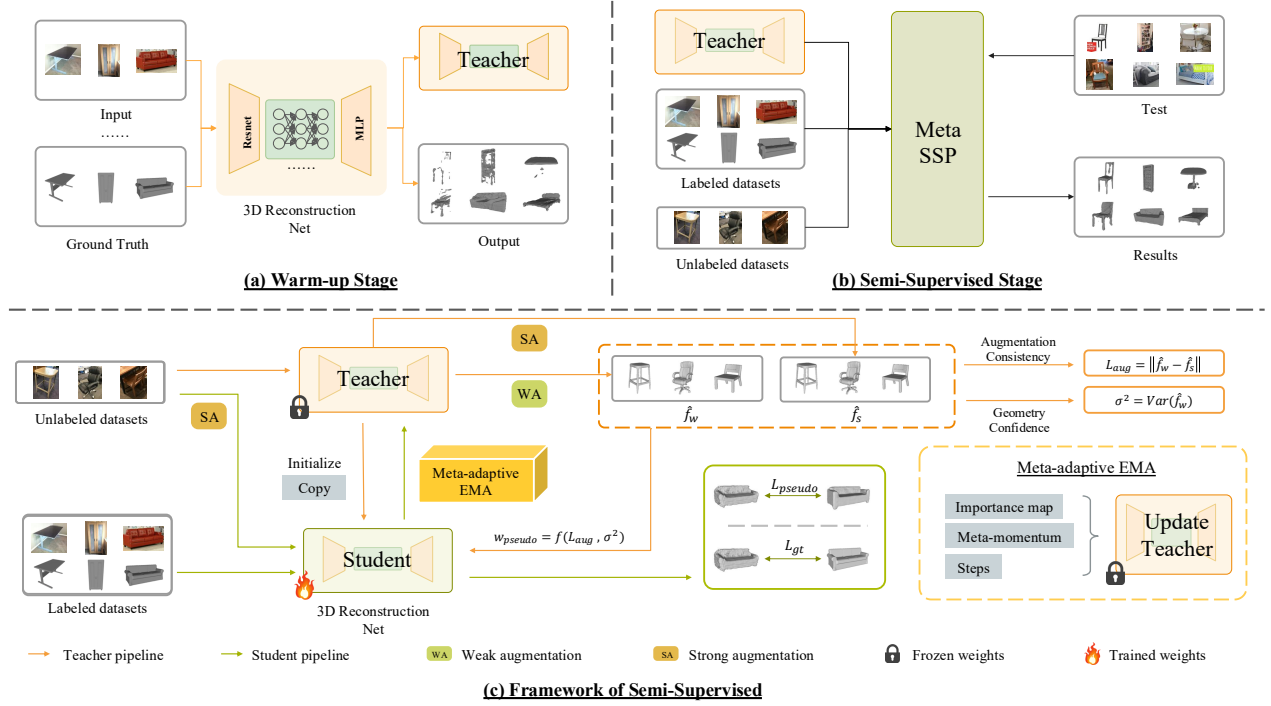 Input
……
Ground Truth
Resnet
MLP
……
3D Reconstruction
Net
Teacher
Output
(a) Warm-up Stage
Teacher
Labeled datasets
Unlabeled datasets
Meta
SSP
Test
Results
(b) Semi-Supervised Stage
Unlabeled datasets
SA
Labeled datasets
Teacher
SA
WA
Initialize
Copy
Meta-adaptive
EMA
Student
3D Reconstruction
Net
f̂_w
f̂_s
w_pseudo = f(L_aug , σ²)
Augmentation
Consistency
L_aug = ‖f̂_w − f̂_s‖
Geometry
Confidence
σ² = Var(f̂_w)
L_pseudo
L_gt
Meta-adaptive EMA
Importance map
Meta-momentum
Steps
Update
Teacher
Teacher pipeline
Student pipeline
WA
Weak augmentation
SA
Strong augmentation
Frozen weights
Trained weights
(c) Framework of Semi-Supervised